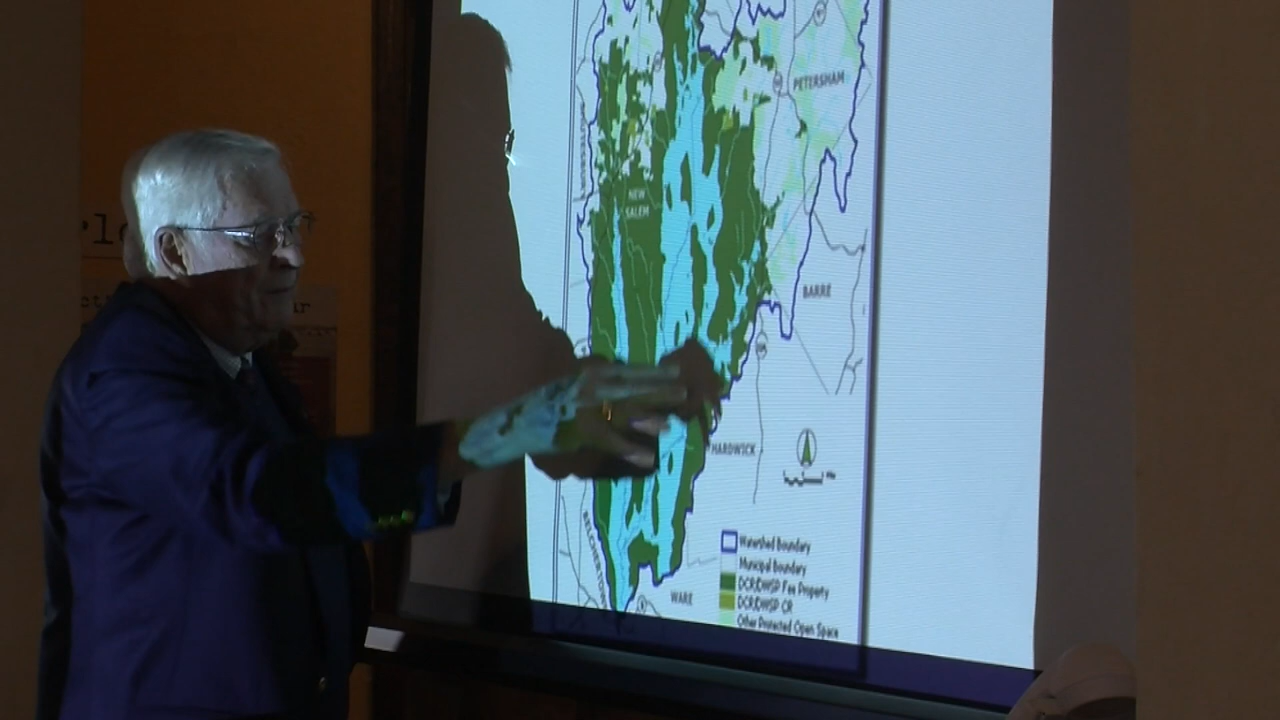 PETERSHAM
NEW
SALEM
BARRE
HARDWICK
BELCHERTOWN
WARE
Watershed Boundary
Municipal Boundary
DCR/DWSP Fee Property
DCR/DWSP CR
Other Protected Open Space